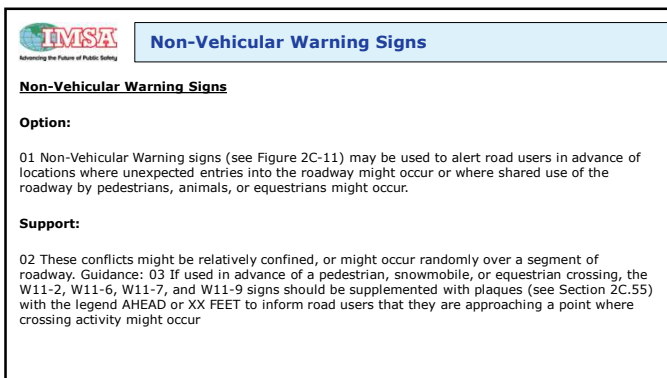 IMSA
Advancing the Future of Public Safety
Non-Vehicular Warning Signs
Non-Vehicular Warning Signs
Option:
01 Non-Vehicular Warning signs (see Figure 2C-11) may be used to alert road users in advance of
locations where unexpected entries into the roadway might occur or where shared use of the
roadway by pedestrians, animals, or equestrians might occur.
Support:
02 These conflicts might be relatively confined, or might occur randomly over a segment of
roadway. Guidance: 03 If used in advance of a pedestrian, snowmobile, or equestrian crossing, the
W11-2, W11-6, W11-7, and W11-9 signs should be supplemented with plaques (see Section 2C.55)
with the legend AHEAD or XX FEET to inform road users that they are approaching a point where
crossing activity might occur